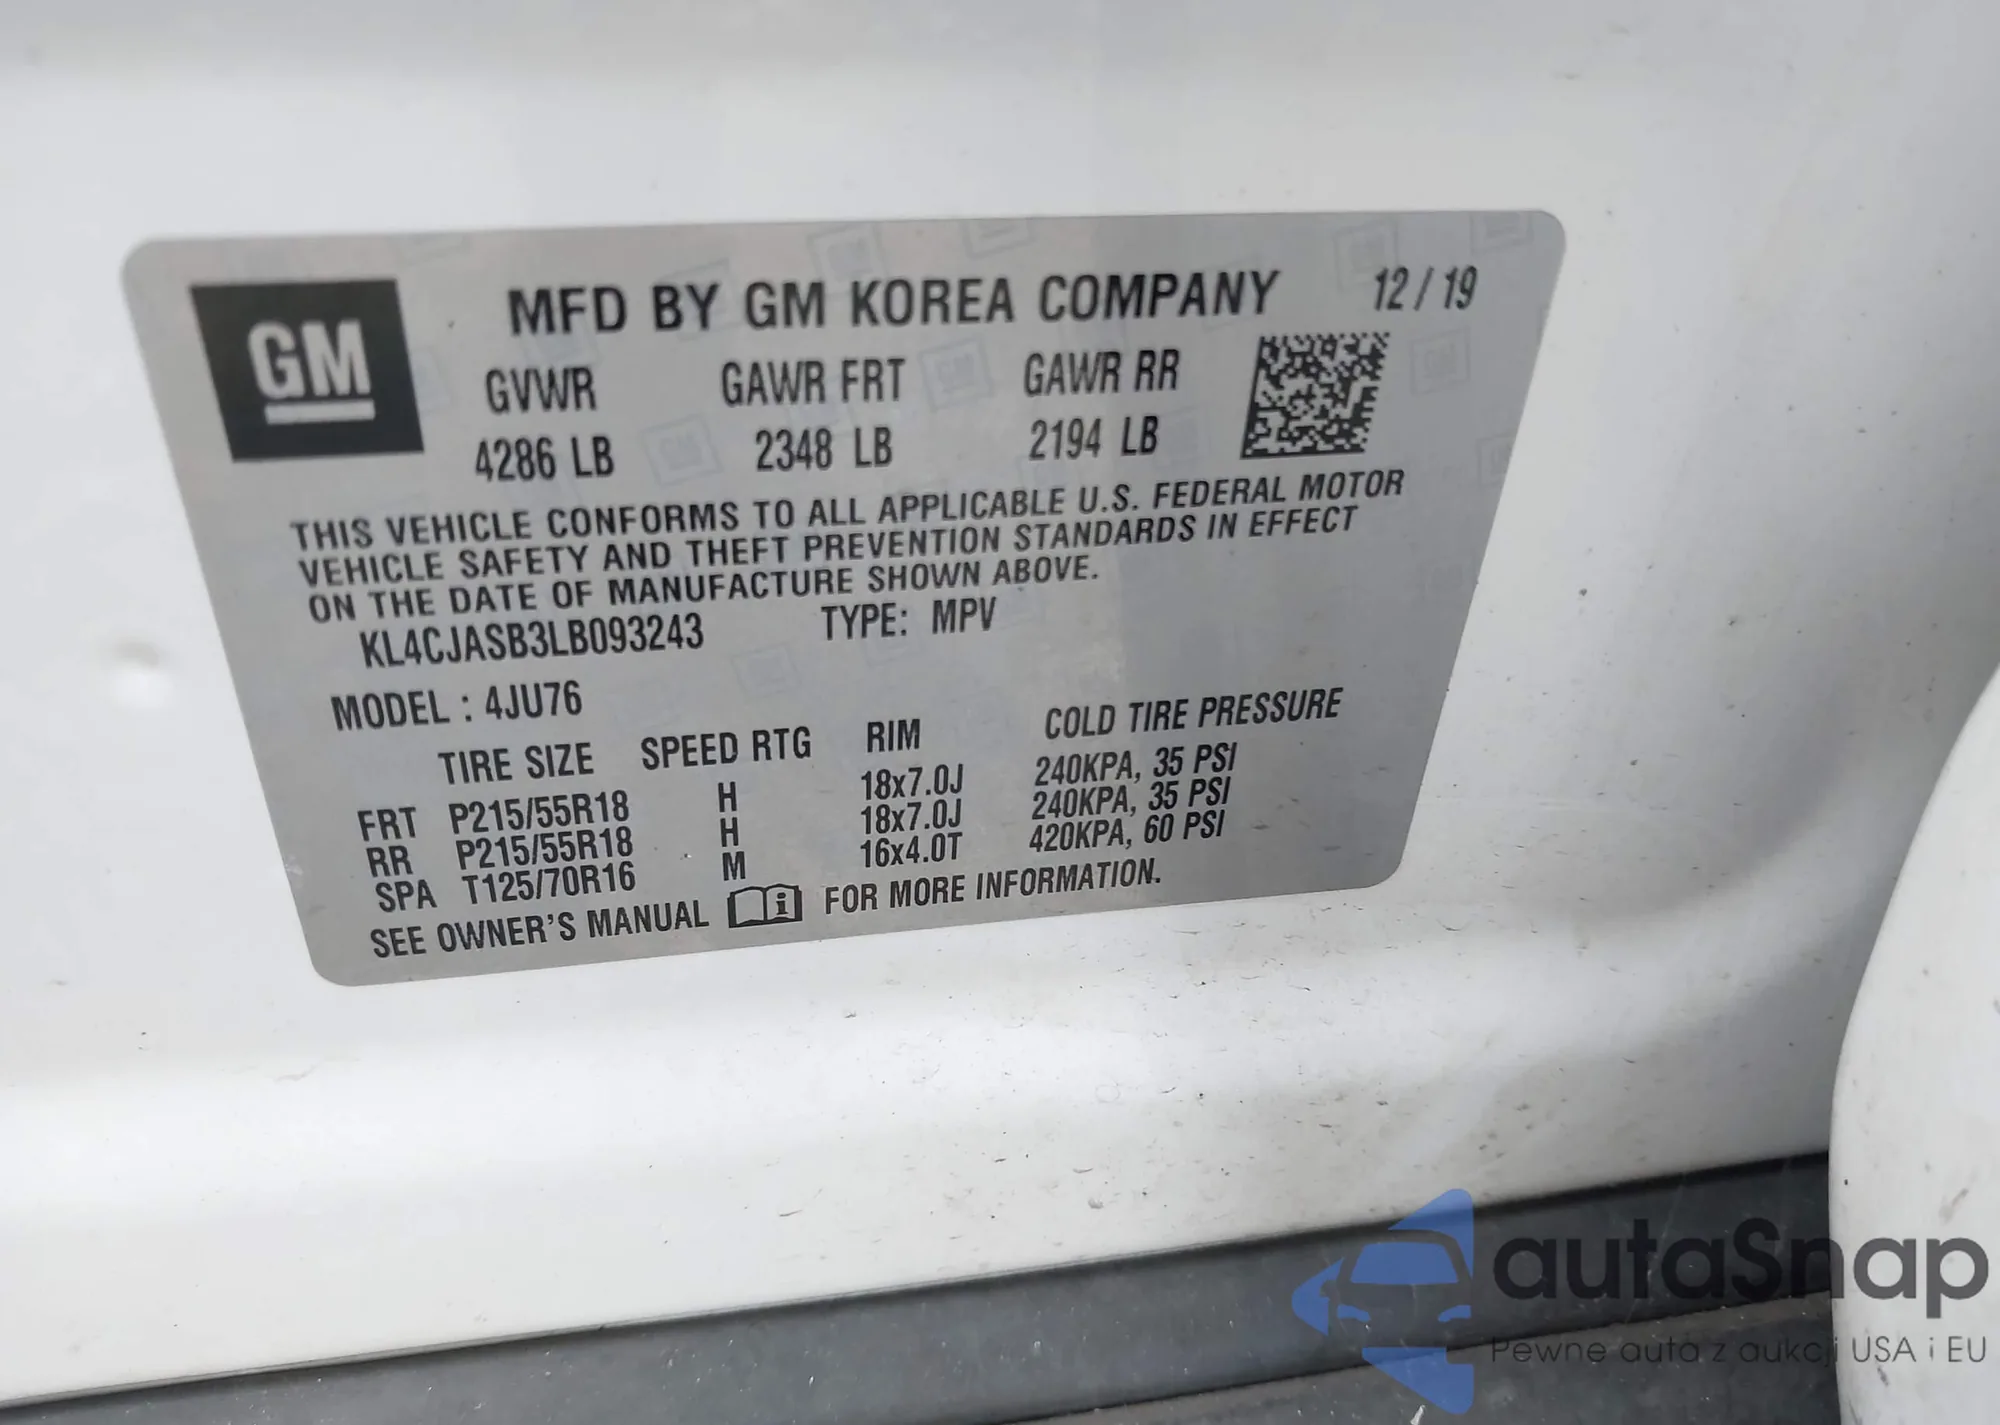 GM
MFD BY GM KOREA COMPANY 12/19
GVWR GAWR FRT GAWR RR
4286 LB 2348 LB 2194 LB
THIS VEHICLE CONFORMS TO ALL APPLICABLE U.S. FEDERAL MOTOR
VEHICLE SAFETY AND THEFT PREVENTION STANDARDS IN EFFECT
ON THE DATE OF MANUFACTURE SHOWN ABOVE.
KL4CJASB3LB093243 TYPE: MPV
MODEL : 4JU76
TIRE SIZE SPEED RTG RIM COLD TIRE PRESSURE
FRT P215/55R18 H 18x7.0J 240KPA, 35 PSI
RR P215/55R18 H 18x7.0J 240KPA, 35 PSI
SPA T125/70R16 M 16x4.0T 420KPA, 60 PSI
SEE OWNER'S MANUAL i FOR MORE INFORMATION.
autaSnap
Pewne auta z aukcji USA i EU